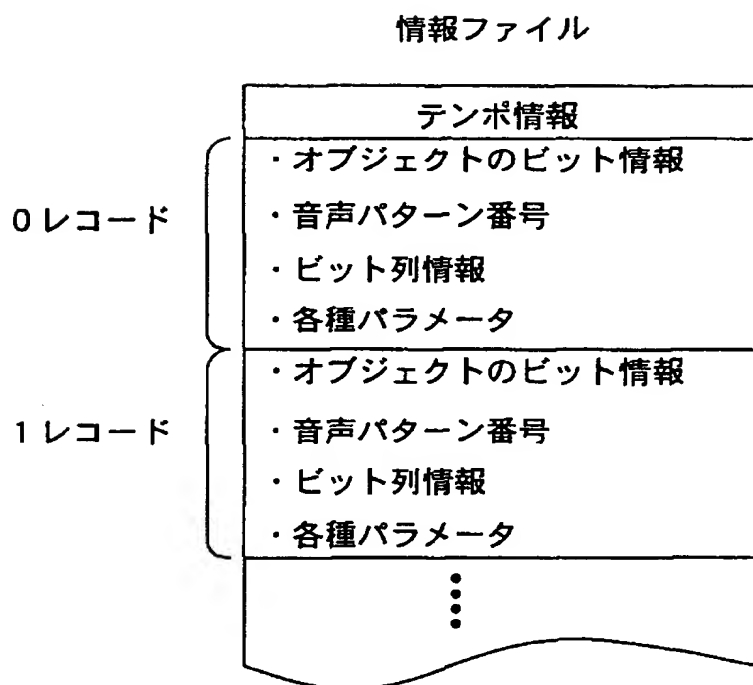 情報ファイル
テンポ情報
０レコード
・オブジェクトのビット情報
・音声パターン番号
・ビット列情報
・各種パラメータ
１レコード
・オブジェクトのビット情報
・音声パターン番号
・ビット列情報
・各種パラメータ